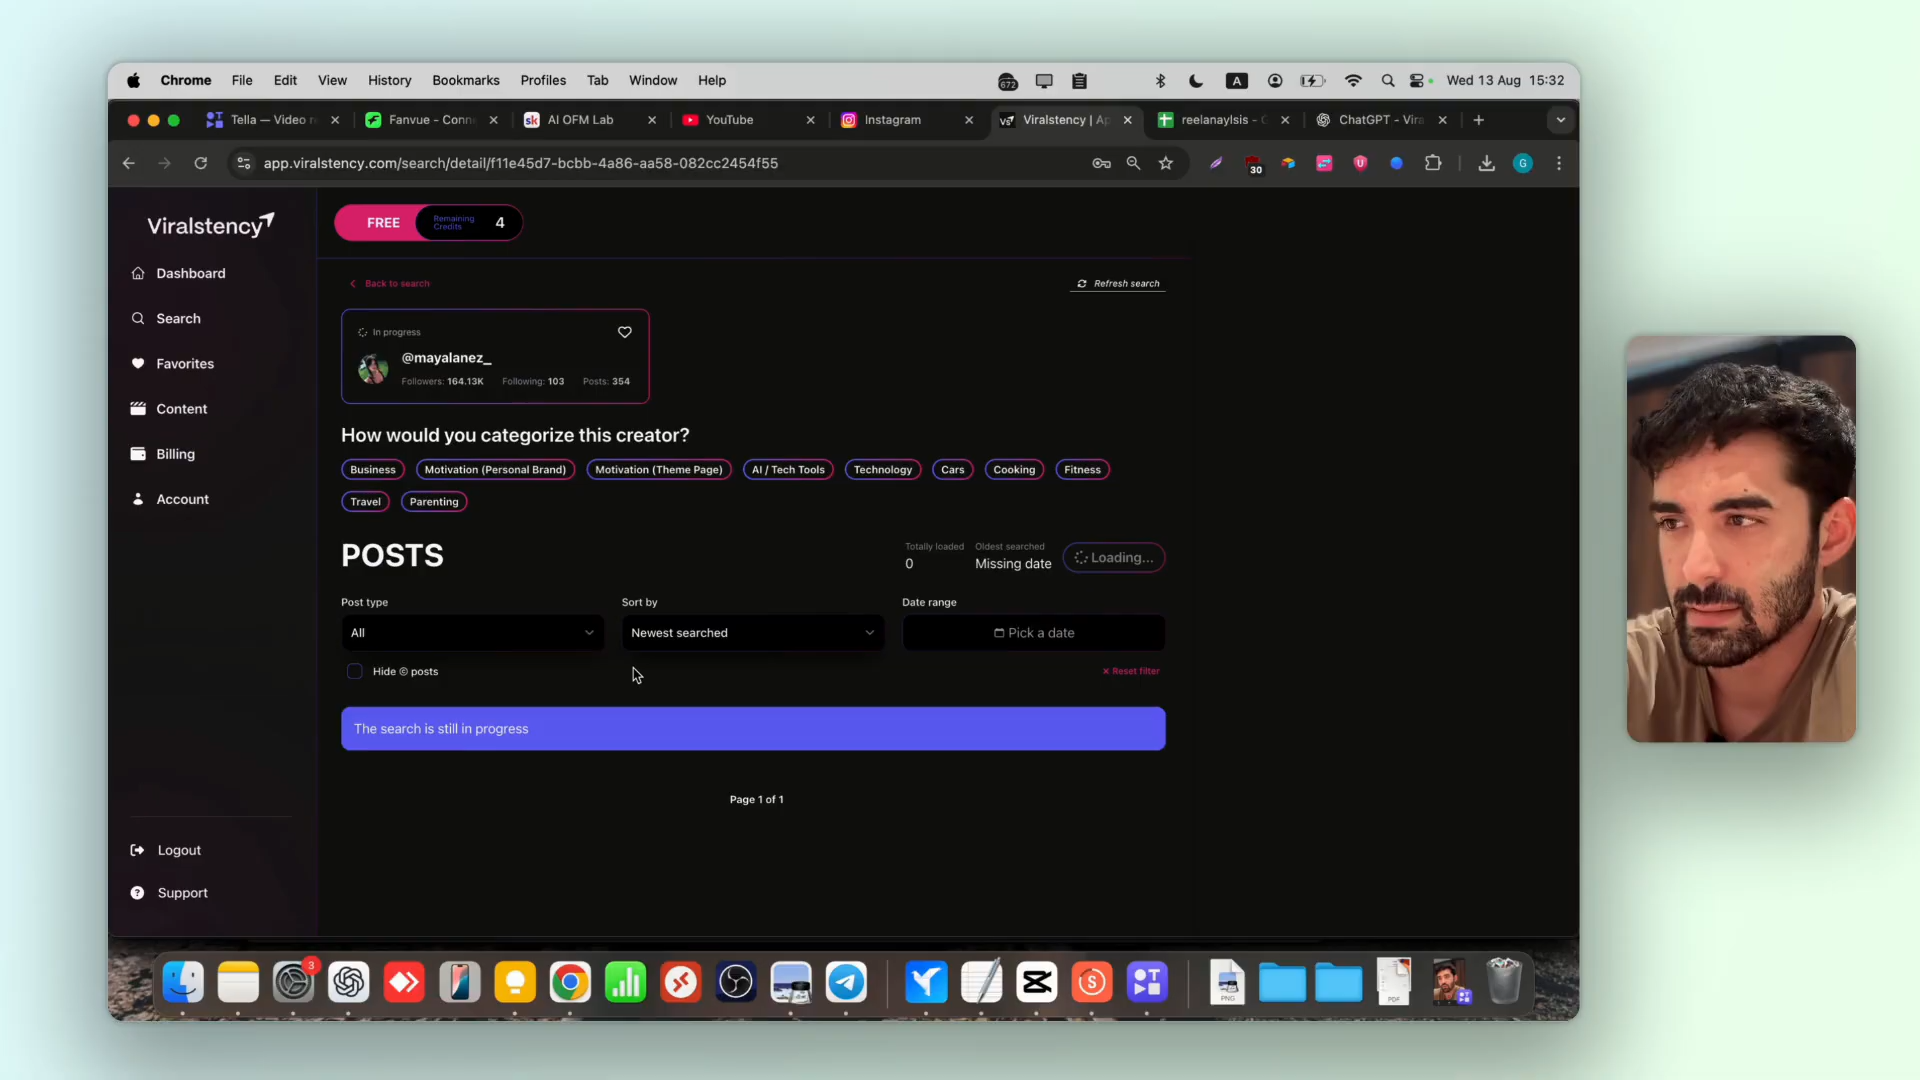 Chrome File Edit View History Bookmarks Profiles Tab Window Help 672 A Wed 13 Aug 15:32
Tella — Video Fanvue - Conn AI OFM Lab YouTube Instagram Viralstency | Ap reelanaylsis - ChatGPT - Vira
app.viralstency.com/search/detail/f11e45d7-bcbb-4a86-aa58-082cc2454f55 30 G
Viralstency
Dashboard
Search
Favorites
Content
Billing
Account
Logout
Support
FREE Remaining Credits 4
Back to search Refresh search
In progress
@mayalanez_
Followers: 164.13K Following: 103 Posts: 354
How would you categorize this creator?
Business Motivation (Personal Brand) Motivation (Theme Page) AI / Tech Tools Technology Cars Cooking Fitness
Travel Parenting
POSTS
Totally loaded Oldest searched
0 Missing date Loading...
Post type Sort by Date range
All Newest searched Pick a date
Hide © posts × Reset filter
The search is still in progress
Page 1 of 1
3
PNG PDF